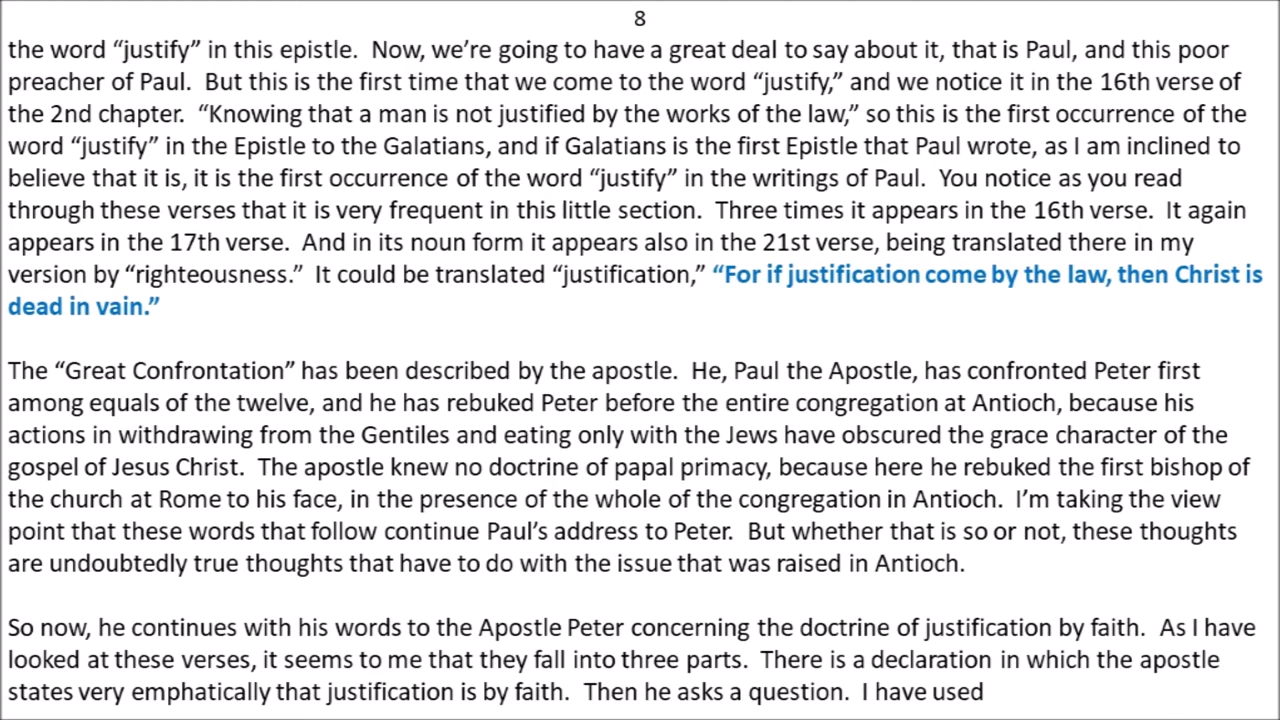 8
the word “justify” in this epistle.  Now, we’re going to have a great deal to say about it, that is Paul, and this poor
preacher of Paul.  But this is the first time that we come to the word “justify,” and we notice it in the 16th verse of
the 2nd chapter.  “Knowing that a man is not justified by the works of the law,” so this is the first occurrence of the
word “justify” in the Epistle to the Galatians, and if Galatians is the first Epistle that Paul wrote, as I am inclined to
believe that it is, it is the first occurrence of the word “justify” in the writings of Paul.  You notice as you read
through these verses that it is very frequent in this little section.  Three times it appears in the 16th verse.  It again
appears in the 17th verse.  And in its noun form it appears also in the 21st verse, being translated there in my
version by “righteousness.”  It could be translated “justification,” “For if justification come by the law, then Christ is
dead in vain.”
The “Great Confrontation” has been described by the apostle.  He, Paul the Apostle, has confronted Peter first
among equals of the twelve, and he has rebuked Peter before the entire congregation at Antioch, because his
actions in withdrawing from the Gentiles and eating only with the Jews have obscured the grace character of the
gospel of Jesus Christ.  The apostle knew no doctrine of papal primacy, because here he rebuked the first bishop of
the church at Rome to his face, in the presence of the whole of the congregation in Antioch.  I’m taking the view
point that these words that follow continue Paul’s address to Peter.  But whether that is so or not, these thoughts
are undoubtedly true thoughts that have to do with the issue that was raised in Antioch.
So now, he continues with his words to the Apostle Peter concerning the doctrine of justification by faith.  As I have
looked at these verses, it seems to me that they fall into three parts.  There is a declaration in which the apostle
states very emphatically that justification is by faith.  Then he asks a question.  I have used